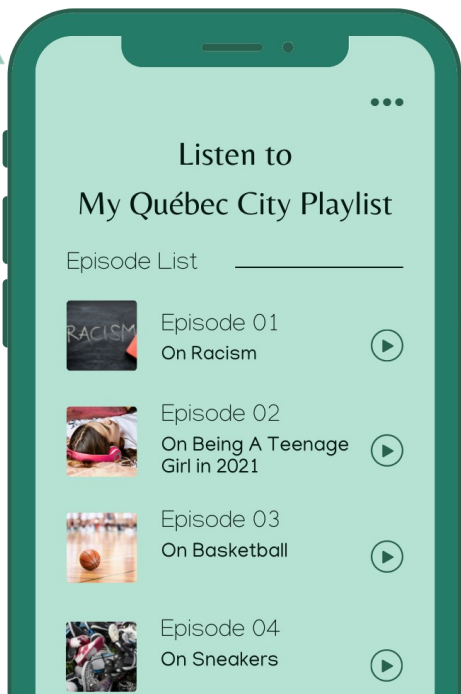 Listen to
My Québec City Playlist
Episode List
RACISM
Episode 01
On Racism
Episode 02
On Being A Teenage
Girl in 2021
Episode 03
On Basketball
Episode 04
On Sneakers